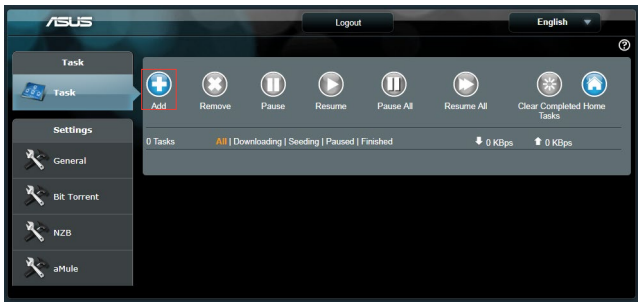 ASUS
Logout
English
?
Task
Task
Add
Remove
Pause
Resume
Pause All
Resume All
Clear Completed Tasks
Home
0 Tasks
All | Downloading | Seeding | Paused | Finished
0 KBps
0 KBps
Settings
General
Bit Torrent
NZB
aMule